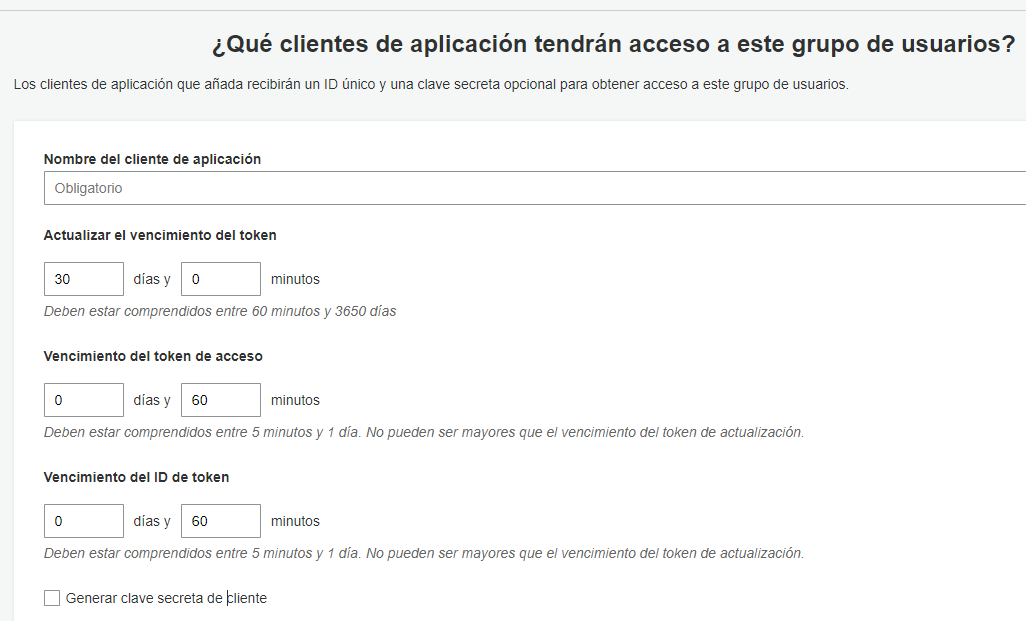 ¿Qué clientes de aplicación tendrán acceso a este grupo de usuarios?
Los clientes de aplicación que añada recibirán un ID único y una clave secreta opcional para obtener acceso a este grupo de usuarios.
Nombre del cliente de aplicación
Obligatorio
Actualizar el vencimiento del token
30 días y 0 minutos
Deben estar comprendidos entre 60 minutos y 3650 días
Vencimiento del token de acceso
0 días y 60 minutos
Deben estar comprendidos entre 5 minutos y 1 día. No pueden ser mayores que el vencimiento del token de actualización.
Vencimiento del ID de token
0 días y 60 minutos
Deben estar comprendidos entre 5 minutos y 1 día. No pueden ser mayores que el vencimiento del token de actualización.
Generar clave secreta de cliente